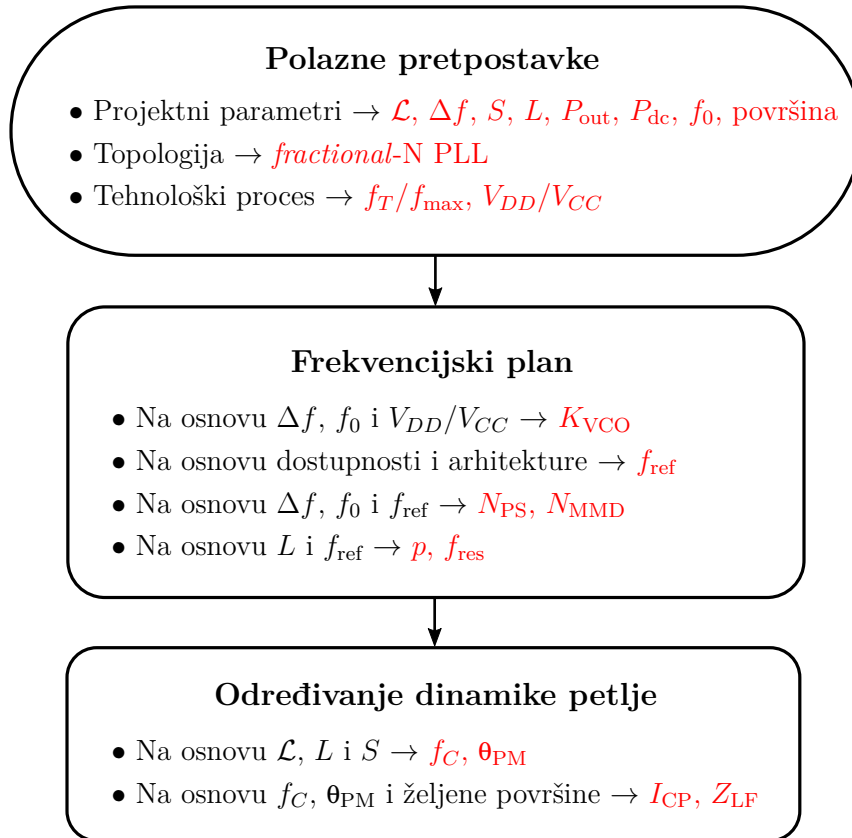 Polazne pretpostavke
• Projektni parametri → ℒ, Δf, S, L, P_out, P_dc, f_0, površina
• Topologija → fractional-N PLL
• Tehnološki proces → f_T/f_max, V_DD/V_CC
Frekvencijski plan
• Na osnovu Δf, f_0 i V_DD/V_CC → K_VCO
• Na osnovu dostupnosti i arhitekture → f_ref
• Na osnovu Δf, f_0 i f_ref → N_PS, N_MMD
• Na osnovu L i f_ref → p, f_res
Određivanje dinamike petlje
• Na osnovu ℒ, L i S → f_C, θ_PM
• Na osnovu f_C, θ_PM i željene površine → I_CP, Z_LF